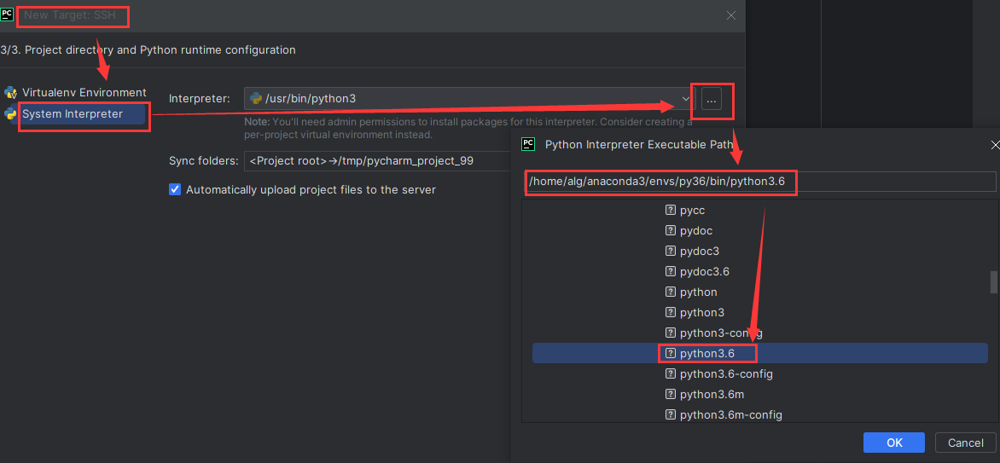 PC
New Target: SSH
3/3. Project directory and Python runtime configuration
Virtualenv Environment
System Interpreter
Interpreter:
/usr/bin/python3
...
Note: You'll need admin permissions to install packages for this interpreter. Consider creating a
per-project virtual environment instead.
Sync folders:
<Project root>→/tmp/pycharm_project_99
Automatically upload project files to the server
PC
Python Interpreter Executable Path
/home/alg/anaconda3/envs/py36/bin/python3.6
? pycc
? pydoc
? pydoc3
? pydoc3.6
? python
? python3
? python3-config
? python3.6
? python3.6-config
? python3.6m
? python3.6m-config
OK
Cancel